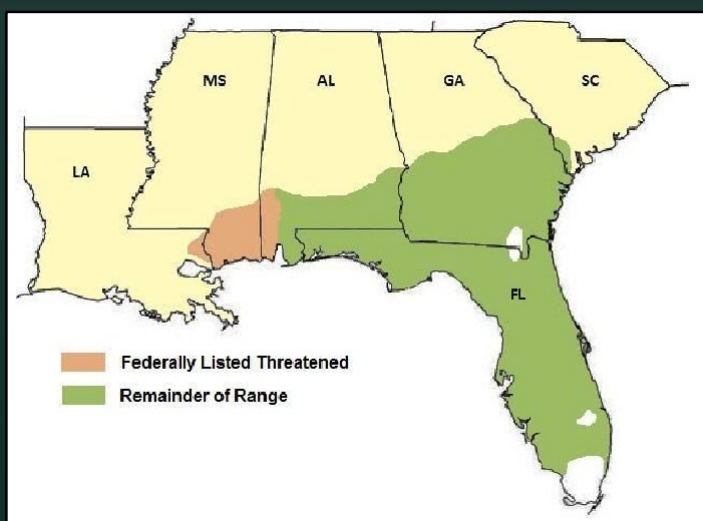 MS
AL
GA
SC
LA
FL
Federally Listed Threatened
Remainder of Range